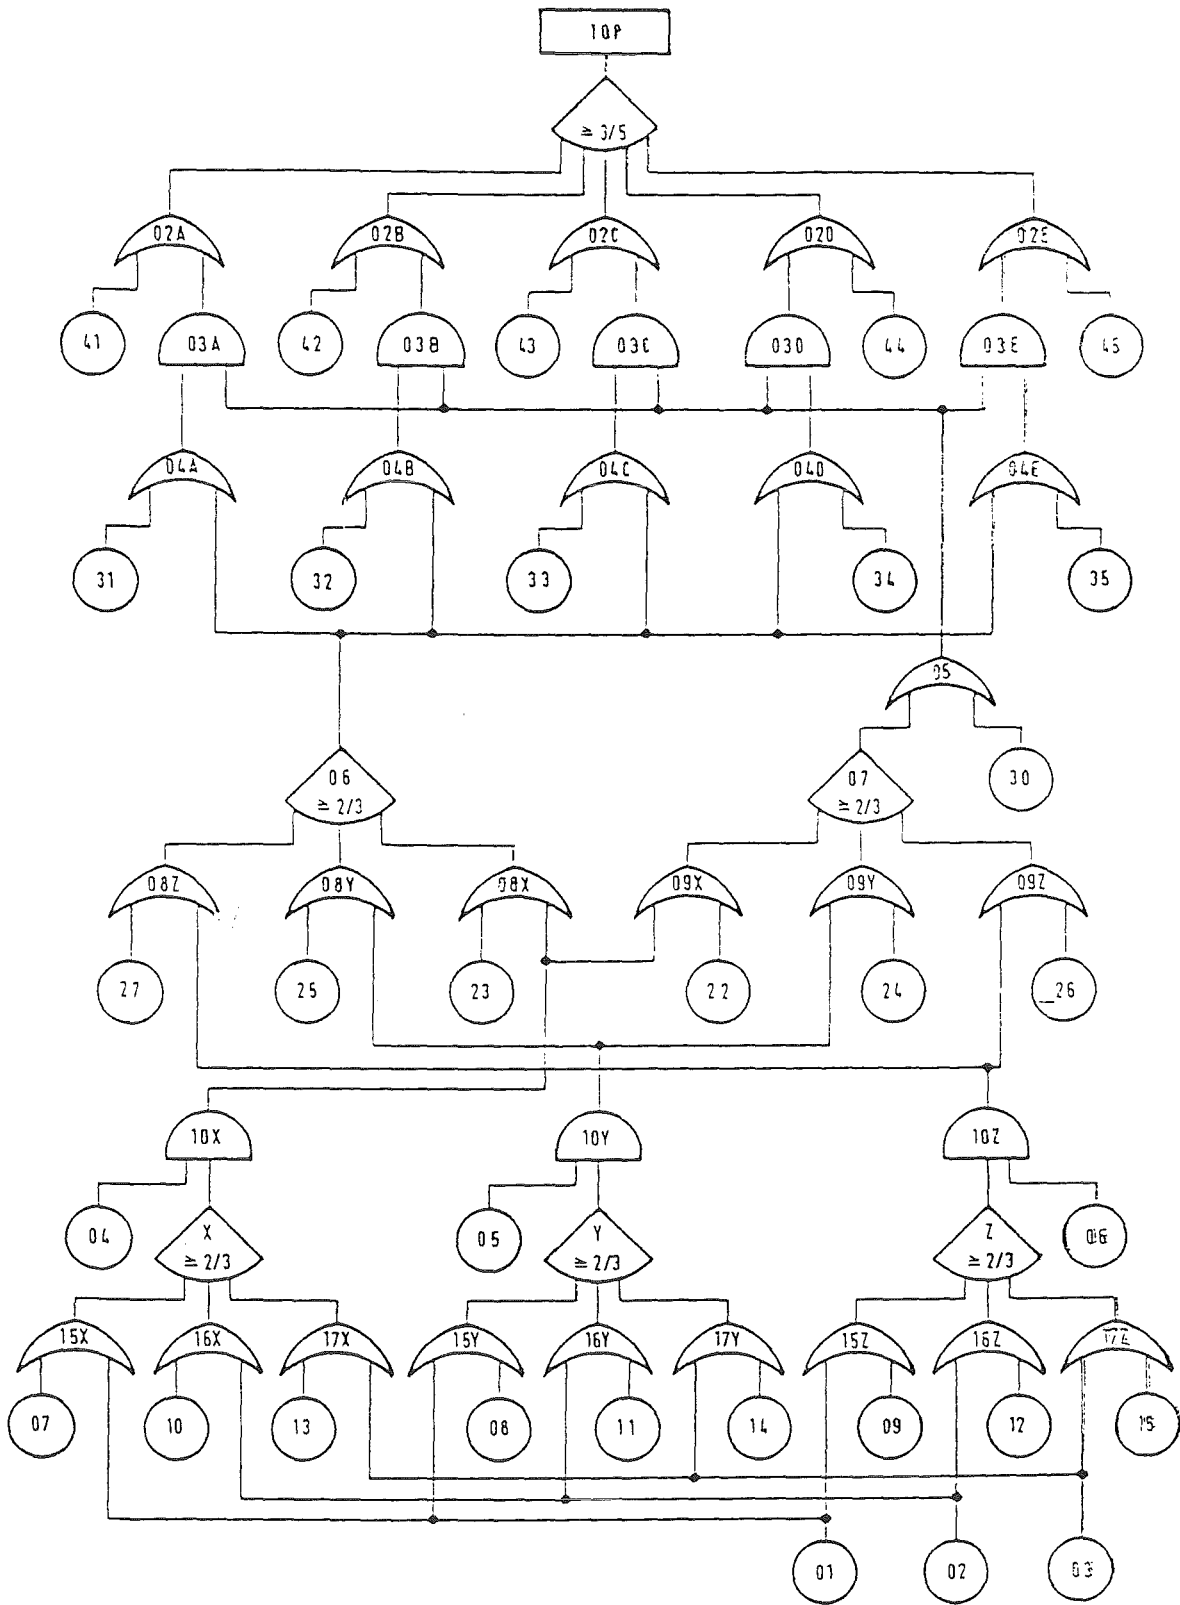 TOP
≥ 3/5
02A 02B 02C 02D 02E
41 03A 42 03B 43 03C 03D 44 03E 45
04A 04B 04C 04D 04E
31 32 33 34 35
05
06 07 30
≥ 2/3 ≥ 2/3
08Z 08Y 08X 09X 09Y 09Z
27 25 23 22 24 26
10X 10Y 10Z
04 X 05 Y Z 06
≥ 2/3 ≥ 2/3 ≥ 2/3
15X 16X 17X 15Y 16Y 17Y 15Z 16Z 17Z
07 10 13 08 11 14 09 12 15
01 02 03